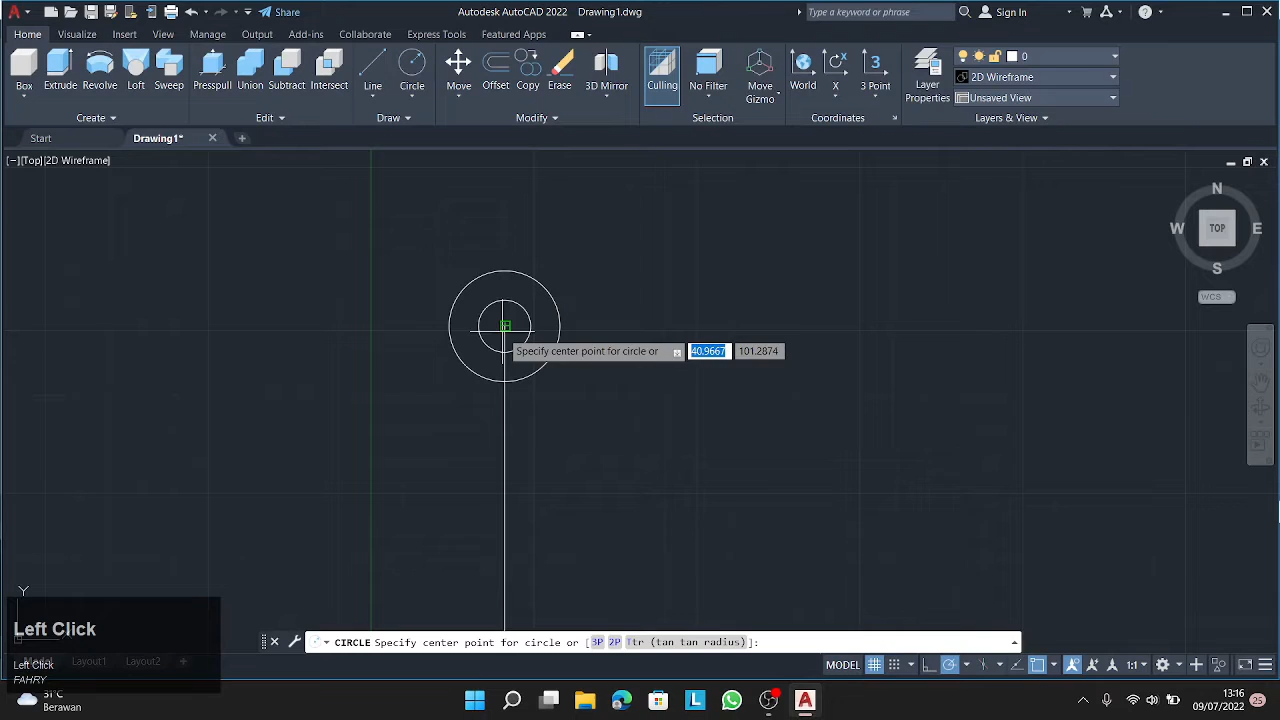 Share
Autodesk AutoCAD 2022 Drawing1.dwg
Type a keyword or phrase
Sign In
Home Visualize Insert View Manage Output Add-ins Collaborate Express Tools Featured Apps
Box Extrude Revolve Loft Sweep Presspull Union Subtract Intersect Line Circle Move Offset Copy Erase 3D Mirror Culling No Filter Move Gizmo World X 3 Point Layer Properties
0
2D Wireframe
Unsaved View
Create Edit Draw Modify Selection Coordinates Layers & View
Start Drawing1*
[−][Top][2D Wireframe]
N
W TOP E
S
WCS
Specify center point for circle or 40.9667 101.2874
Y
Left Click
CIRCLE Specify center point for circle or [3P 2P Ttr (tan tan radius)]:
Layout1 Layout2
FAHRY
MODEL 1:1
31°C
Berawan
13:16
09/07/2026
25